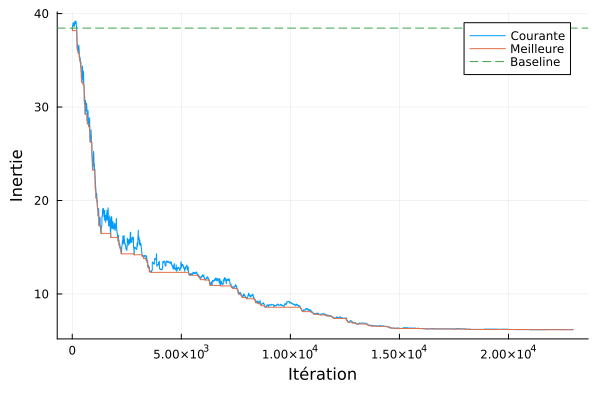 Inertie
40
30
20
10
0
5.00×10³
1.00×10⁴
1.50×10⁴
2.00×10⁴
Itération
Courante
Meilleure
Baseline